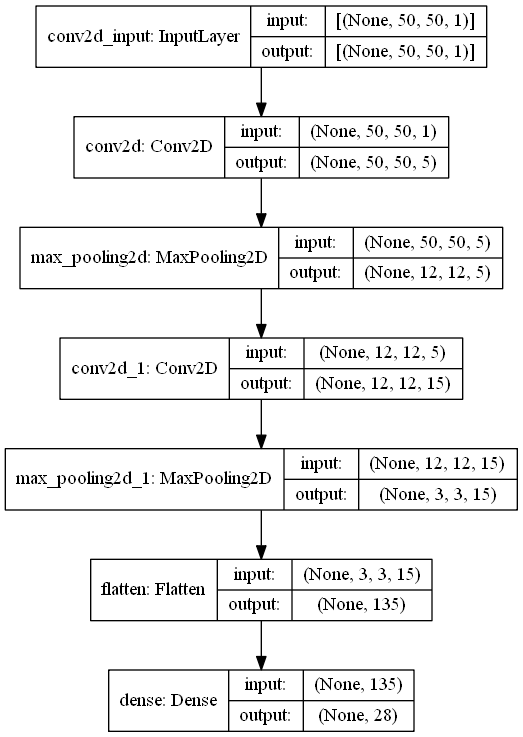 conv2d_input: InputLayer
input: [(None, 50, 50, 1)]
output: [(None, 50, 50, 1)]
conv2d: Conv2D
input: (None, 50, 50, 1)
output: (None, 50, 50, 5)
max_pooling2d: MaxPooling2D
input: (None, 50, 50, 5)
output: (None, 12, 12, 5)
conv2d_1: Conv2D
input: (None, 12, 12, 5)
output: (None, 12, 12, 15)
max_pooling2d_1: MaxPooling2D
input: (None, 12, 12, 15)
output: (None, 3, 3, 15)
flatten: Flatten
input: (None, 3, 3, 15)
output: (None, 135)
dense: Dense
input: (None, 135)
output: (None, 28)